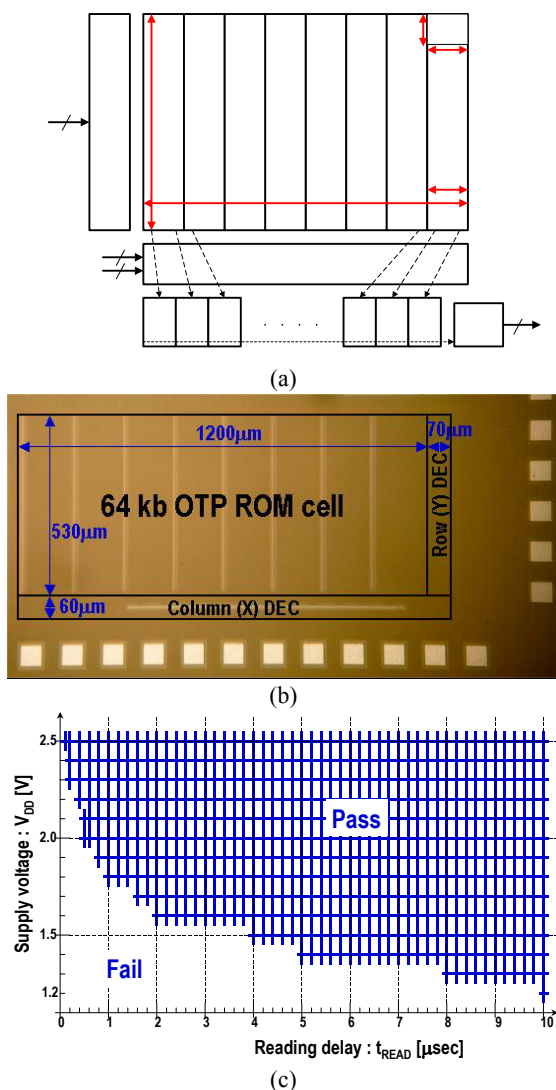 (a)
1200μm
70μm
64 kb OTP ROM cell
Row (Y) DEC
530μm
60μm
Column (X) DEC
(b)
Supply voltage : V_DD [V]
2.5
2.0
1.5
1.2
Pass
Fail
0 1 2 3 4 5 6 7 8 9 10
Reading delay : t_READ [μsec]
(c)